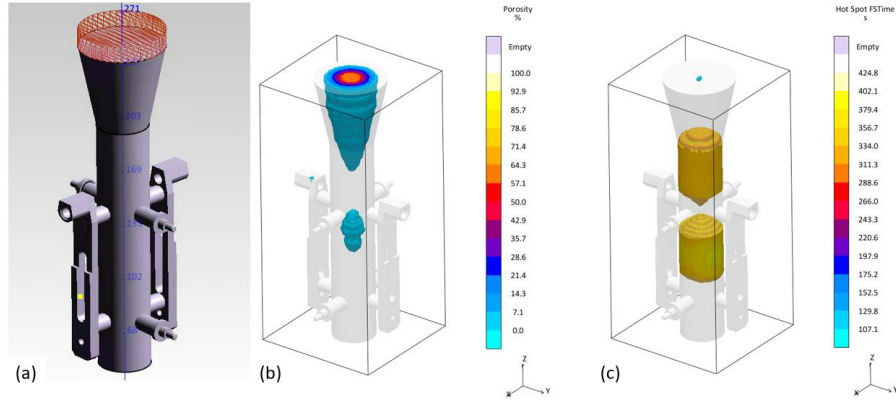 271
203
169
102
68
(a)
Porosity
%
Empty
100.0
92.9
85.7
78.6
71.4
64.3
57.1
50.0
42.9
35.7
28.6
21.4
14.3
7.1
0.0
Z
X
Y
(b)
Hot Spot FSTime
s
Empty
424.8
402.1
379.4
356.7
334.0
311.3
288.6
266.0
243.3
220.6
197.9
175.2
152.5
129.8
107.1
Z
X
Y
(c)